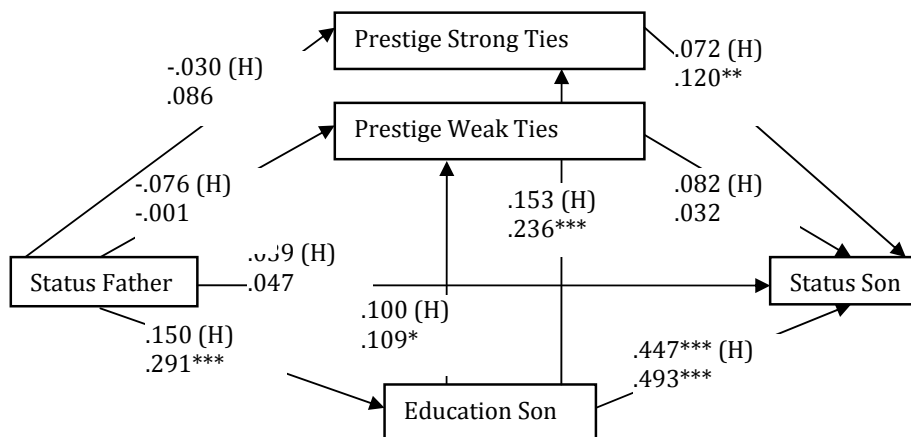 Prestige Strong Ties
.072 (H)
.120**
-.030 (H)
.086
Prestige Weak Ties
-.076 (H)
-.001
.153 (H)
.236***
.082 (H)
.032
(H)
.047
Status Father
Status Son
.100 (H)
.109*
.150 (H)
.291***
.447*** (H)
.493***
Education Son